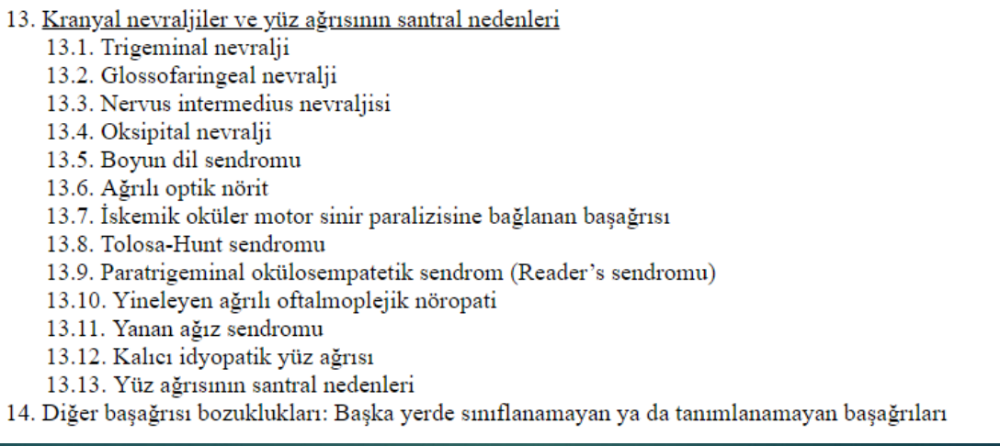 13. Kranyal nevraljiler ve yüz ağrısının santral nedenleri
13.1. Trigeminal nevralji
13.2. Glossofaringeal nevralji
13.3. Nervus intermedius nevraljisi
13.4. Oksipital nevralji
13.5. Boyun dil sendromu
13.6. Ağrılı optik nörit
13.7. İskemik oküler motor sinir paralizisine bağlanan başağrısı
13.8. Tolosa-Hunt sendromu
13.9. Paratrigeminal okülosempatetik sendrom (Reader’s sendromu)
13.10. Yineleyen ağrılı oftalmoplejik nöropati
13.11. Yanan ağız sendromu
13.12. Kalıcı idyopatik yüz ağrısı
13.13. Yüz ağrısının santral nedenleri
14. Diğer başağrısı bozuklukları: Başka yerde sınıflanamayan ya da tanımlanamayan başağrıları